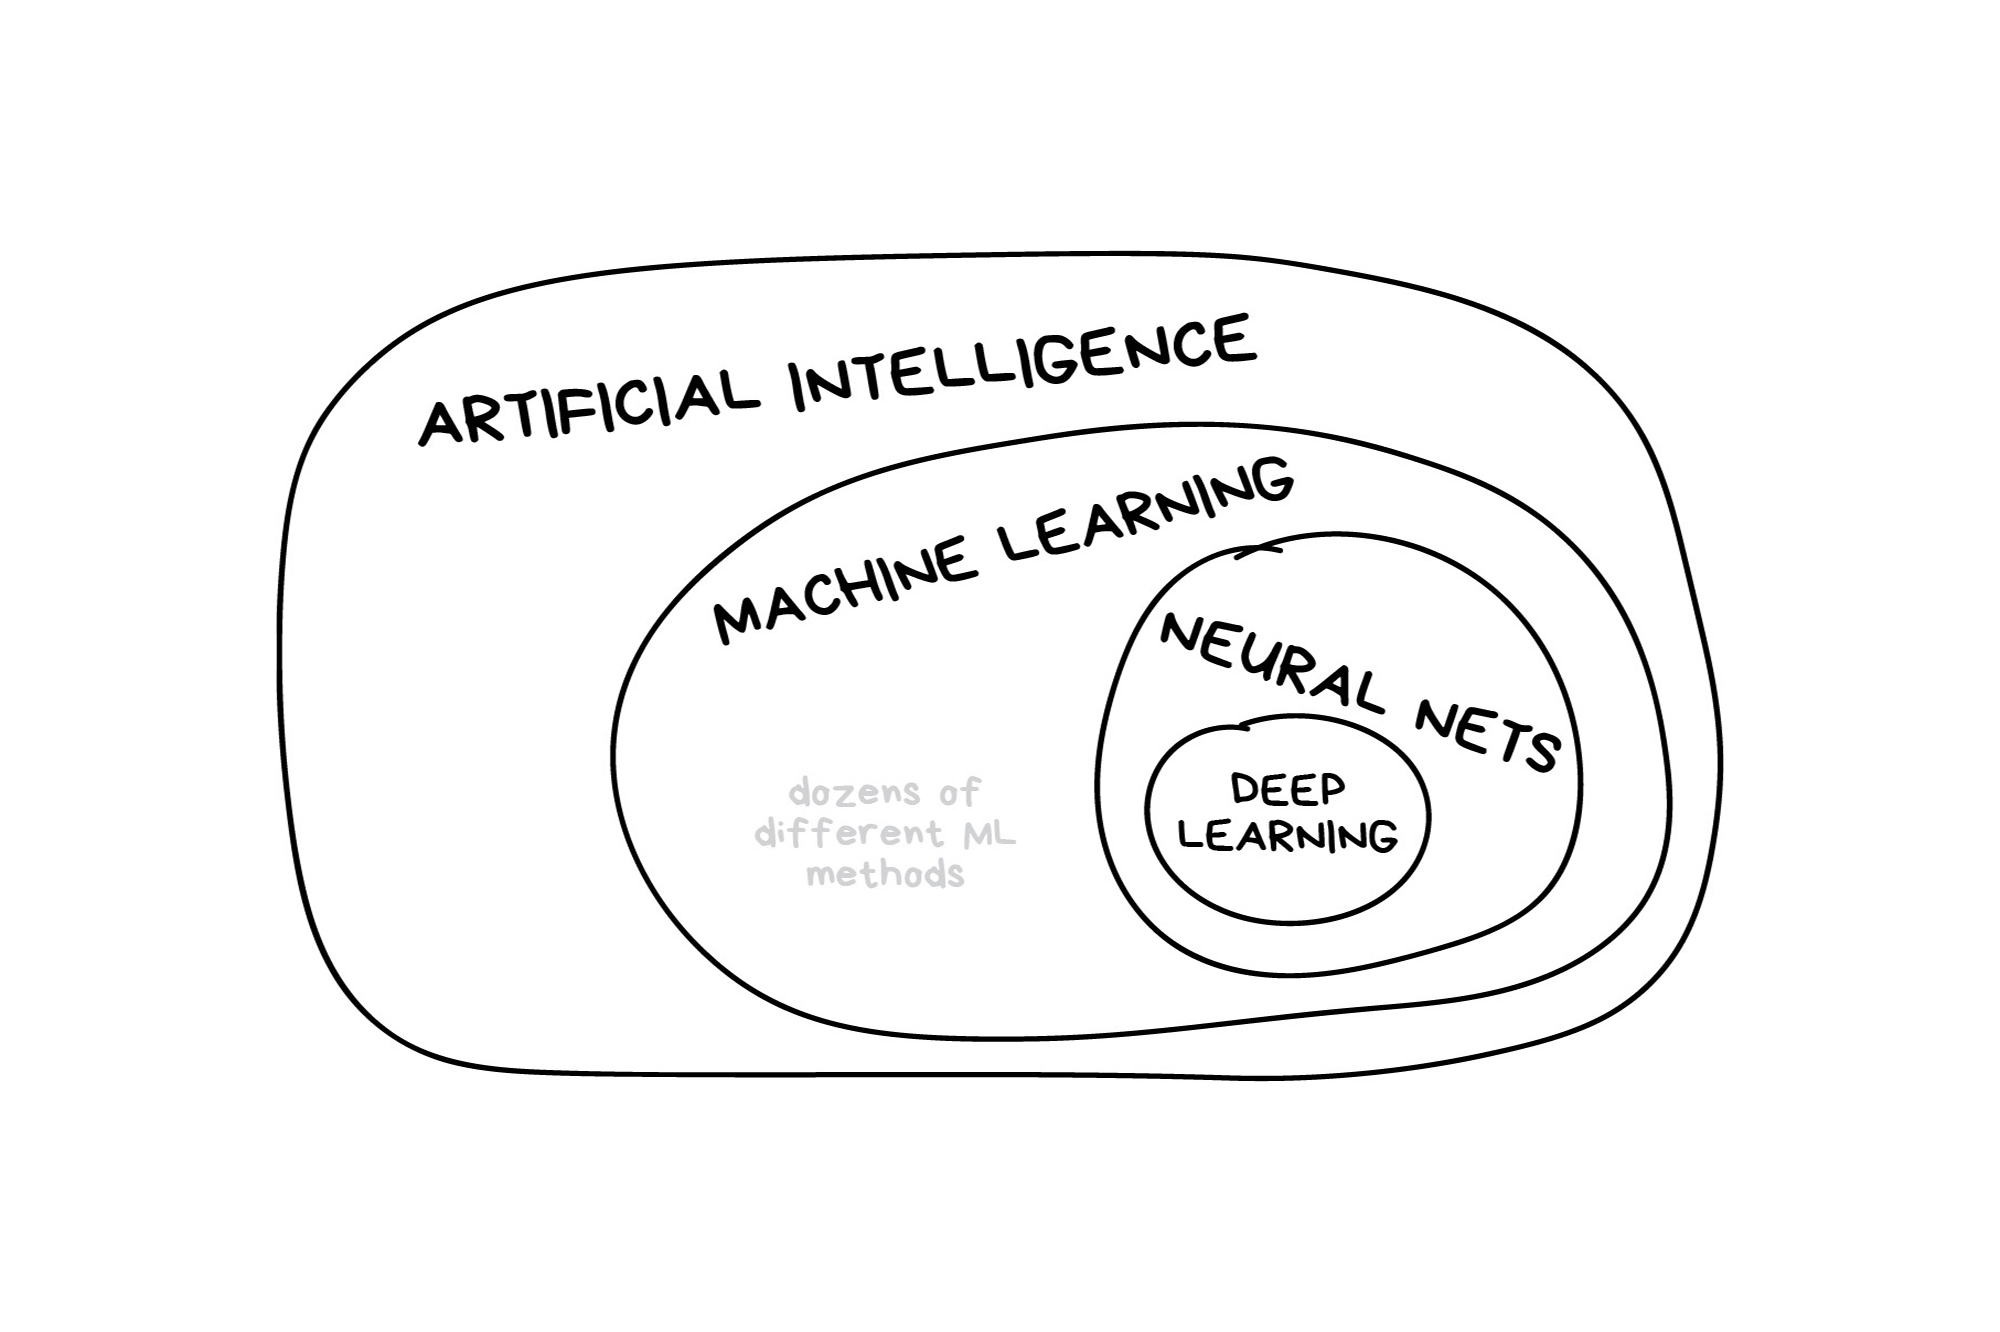 ARTIFICIAL INTELLIGENCE
MACHINE LEARNING
NEURAL NETS
DEEP
LEARNING
dozens of
different ML
methods